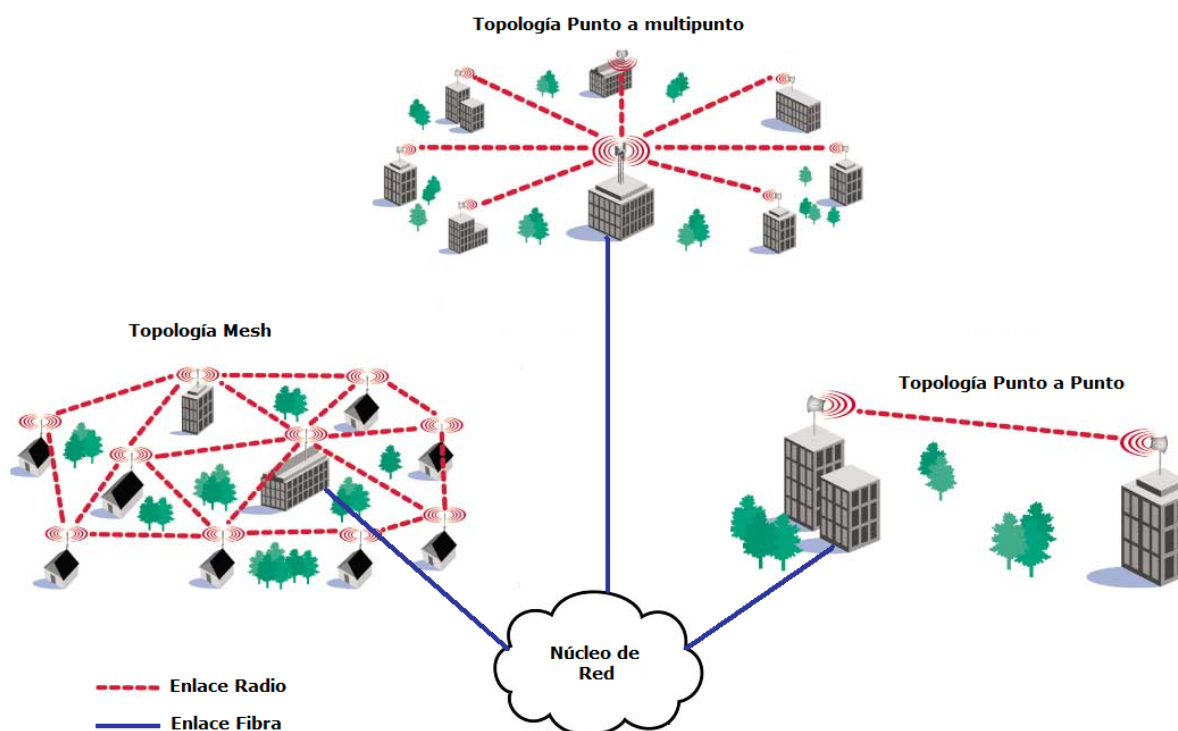 Topología Punto a multipunto
Topología Mesh
Topología Punto a Punto
Núcleo de
Red
Enlace Radio
Enlace Fibra